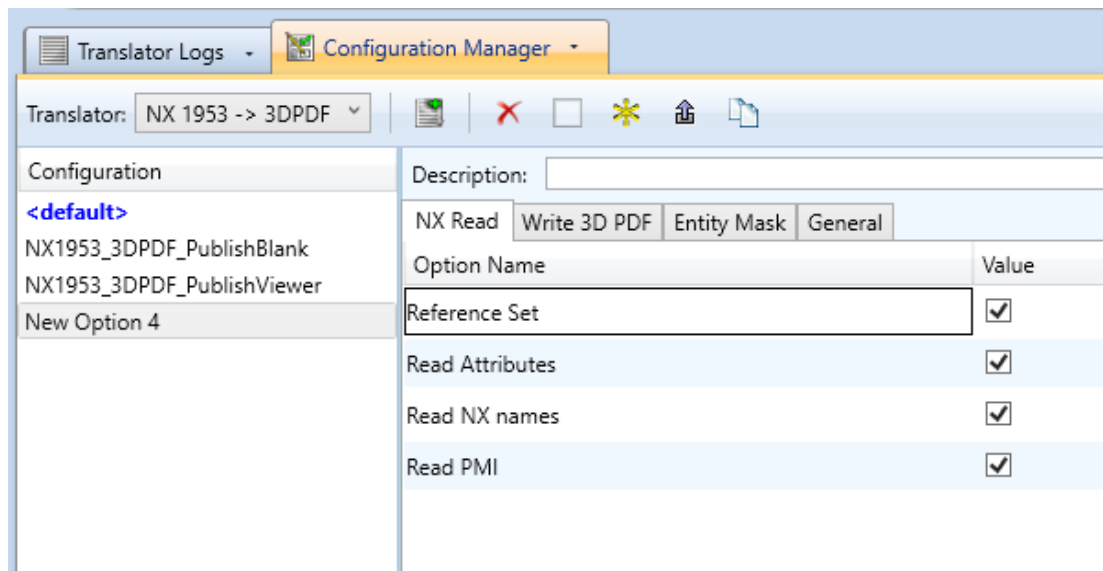 Translator Logs
Configuration Manager
Translator: NX 1953 -> 3DPDF
Configuration
<default>
NX1953_3DPDF_PublishBlank
NX1953_3DPDF_PublishViewer
New Option 4
Description:
NX Read Write 3D PDF Entity Mask General
Option Name Value
Reference Set
Read Attributes
Read NX names
Read PMI